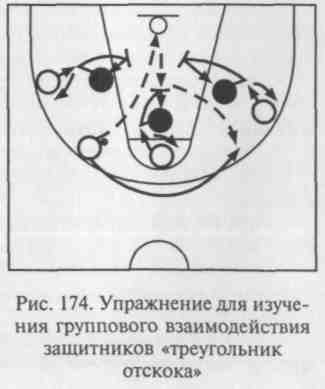 Рис. 174. Упражнение для изуче-
ния группового взаимодействия
защитников «треугольник
отскока»